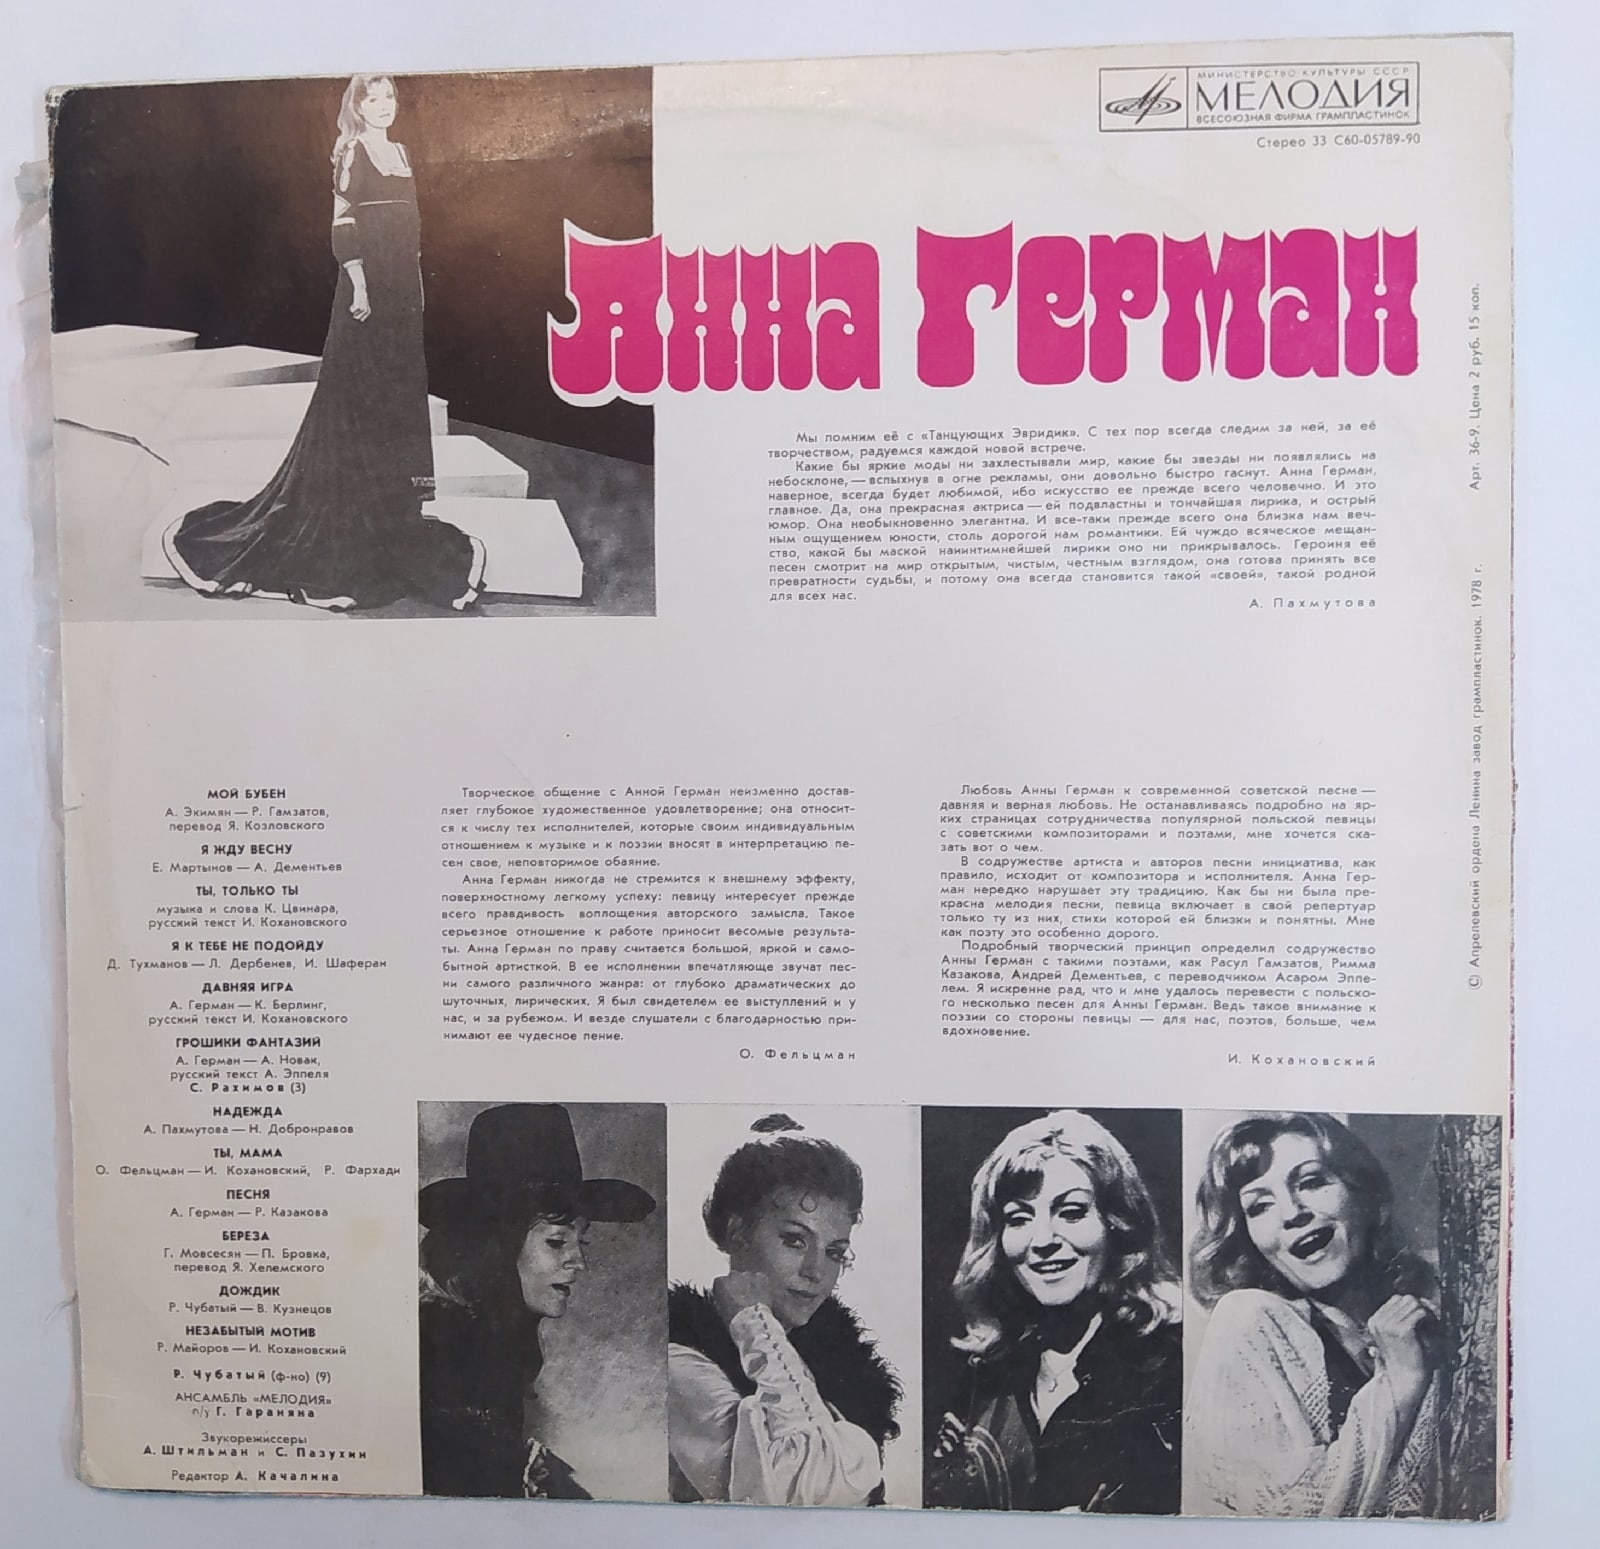 МИНИСТЕРСТВО КУЛЬТУРЫ СССР
МЕЛОДИЯ
ВСЕСОЮЗНАЯ ФИРМА ГРАМПЛАСТИНОК
Стерео 33 С60-05789-90
Анна Герман
Мы помним её с «Танцующих Эвридик». С тех пор всегда следим за ней, за её
творчеством, радуемся каждой новой встрече.
Какие бы яркие моды ни захлестывали мир, какие бы звезды ни появлялись на
небосклоне,— вспыхнув в огне рекламы, они довольно быстро гаснут. Анна Герман,
наверное, всегда будет любимой, ибо искусство ее прежде всего человечно. И это
главное. Да, она прекрасная актриса — ей подвластны и тончайшая лирика, и острый
юмор. Она необыкновенно элегантна. И все-таки прежде всего она близка нам веч-
ным ощущением юности, столь дорогой нам романтики. Ей чуждо всяческое мещан-
ство, какой бы маской наиинтимнейшей лирики оно ни прикрывалось. Героиня её
песен смотрит на мир открытым, чистым, честным взглядом, она готова принять все
превратности судьбы, и потому она всегда становится такой «своей», такой родной
для всех нас.
А. Пахмутова
Арт. 36-9. Цена 2 руб. 15 коп.
© Апрелевский ордена Ленина завод грампластинок. 1978 г.
МОЙ БУБЕН
А. Экимян — Р. Гамзатов,
перевод Я. Козловского
Я ЖДУ ВЕСНУ
Е. Мартынов — А. Дементьев
ТЫ, ТОЛЬКО ТЫ
музыка и слова К. Цвинара,
русский текст И. Кохановского
Я К ТЕБЕ НЕ ПОДОЙДУ
Д. Тухманов — Л. Дербенев, И. Шаферан
ДАВНЯЯ ИГРА
А. Герман — К. Берлинг,
русский текст И. Кохановского
ГРОШИКИ ФАНТАЗИЙ
А. Герман — А. Новак,
русский текст А. Эппеля
С. Рахимов (3)
НАДЕЖДА
А. Пахмутова — Н. Добронравов
ТЫ, МАМА
О. Фельцман — И. Кохановский, Р. Фархади
ПЕСНЯ
А. Герман — Р. Казакова
БЕРЕЗА
Г. Мовсесян — П. Бровка,
перевод Я. Хелемского
ДОЖДИК
Р. Чубатый — В. Кузнецов
НЕЗАБЫТЫЙ МОТИВ
Р. Майоров — И. Кохановский
Р. Чубатый (ф-но) (9)
АНСАМБЛЬ «МЕЛОДИЯ»
п/у Г. Гараняна
Звукорежиссеры
А. Штильман и С. Пазухин
Редактор А. Качалина
Творческое общение с Анной Герман неизменно достав-
ляет глубокое художественное удовлетворение; она относит-
ся к числу тех исполнителей, которые своим индивидуальным
отношением к музыке и к поэзии вносят в интерпретацию пе-
сен свое, неповторимое обаяние.
Анна Герман никогда не стремится к внешнему эффекту,
поверхностному легкому успеху: певицу интересует прежде
всего правдивость воплощения авторского замысла. Такое
серьезное отношение к работе приносит весомые результа-
ты. Анна Герман по праву считается большой, яркой и само-
бытной артисткой. В ее исполнении впечатляюще звучат пес-
ни самого различного жанра: от глубоко драматических до
шуточных, лирических. Я был свидетелем ее выступлений и у
нас, и за рубежом. И везде слушатели с благодарностью при-
нимают ее чудесное пение.
О. Фельцман
Любовь Анны Герман к современной советской песне —
давняя и верная любовь. Не останавливаясь подробно на яр-
ких страницах сотрудничества популярной польской певицы
с советскими композиторами и поэтами, мне хочется ска-
зать вот о чем.
В содружестве артиста и авторов песни инициатива, как
правило, исходит от композитора и исполнителя. Анна Гер-
ман нередко нарушает эту традицию. Как бы ни была пре-
красна мелодия песни, певица включает в свой репертуар
только ту из них, стихи которой ей близки и понятны. Мне
как поэту это особенно дорого.
Подробный творческий принцип определил содружество
Анны Герман с такими поэтами, как Расул Гамзатов, Римма
Казакова, Андрей Дементьев, с переводчиком Асаром Эппе-
лем. Я искренне рад, что и мне удалось перевести с польско-
го несколько песен для Анны Герман. Ведь такое внимание к
поэзии со стороны певицы — для нас, поэтов, больше, чем
вдохновение.
И. Кохановский